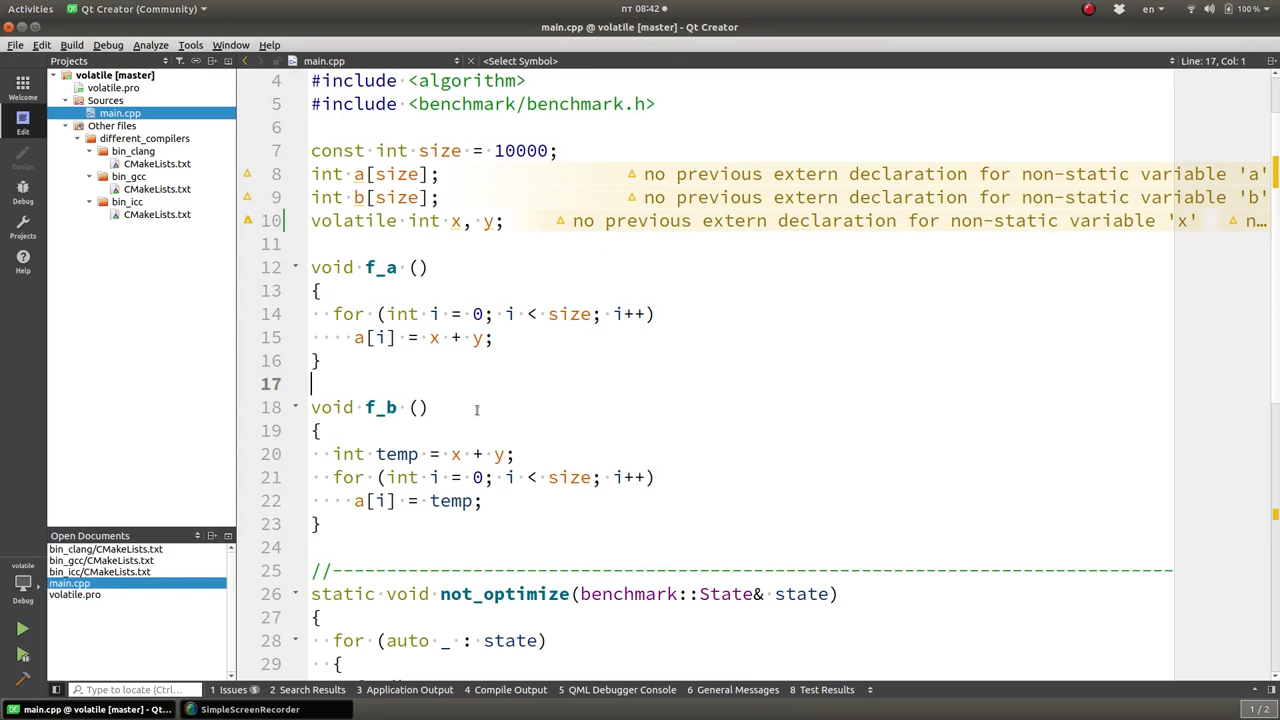 Activities Qt Creator (Community) пт 08:42 en 100 %
main.cpp @ volatile [master] - Qt Creator
File Edit Build Debug Analyze Tools Window Help
Projects main.cpp <Select Symbol> Line: 17, Col: 1
Welcome
Edit
Design
Debug
Projects
Help
volatile [master]
volatile.pro
Sources
main.cpp
Other files
different_compilers
bin_clang
CMakeLists.txt
bin_gcc
CMakeLists.txt
bin_icc
CMakeLists.txt
Open Documents
bin_clang/CMakeLists.txt
bin_gcc/CMakeLists.txt
bin_icc/CMakeLists.txt
main.cpp
volatile.pro
volatile
Debug
4 #include <algorithm>
5 #include <benchmark/benchmark.h>
6
7 const int size = 10000;
8 int a[size]; no previous extern declaration for non-static variable 'a'
9 int b[size]; no previous extern declaration for non-static variable 'b'
10 volatile int x, y; no previous extern declaration for non-static variable 'x' n…
11
12 void f_a ()
13 {
14 for (int i = 0; i < size; i++)
15 a[i] = x + y;
16 }
17
18 void f_b ()
19 {
20 int temp = x + y;
21 for (int i = 0; i < size; i++)
22 a[i] = temp;
23 }
24
25 //------------------------------------------------------------------------------
26 static void not_optimize(benchmark::State& state)
27 {
28 for (auto _ : state)
29 {
Type to locate (Ctrl+... 1 Issues 5 2 Search Results 3 Application Output 4 Compile Output 5 QML Debugger Console 6 General Messages 8 Test Results
main.cpp @ volatile [master] - Qt... SimpleScreenRecorder 1 / 2